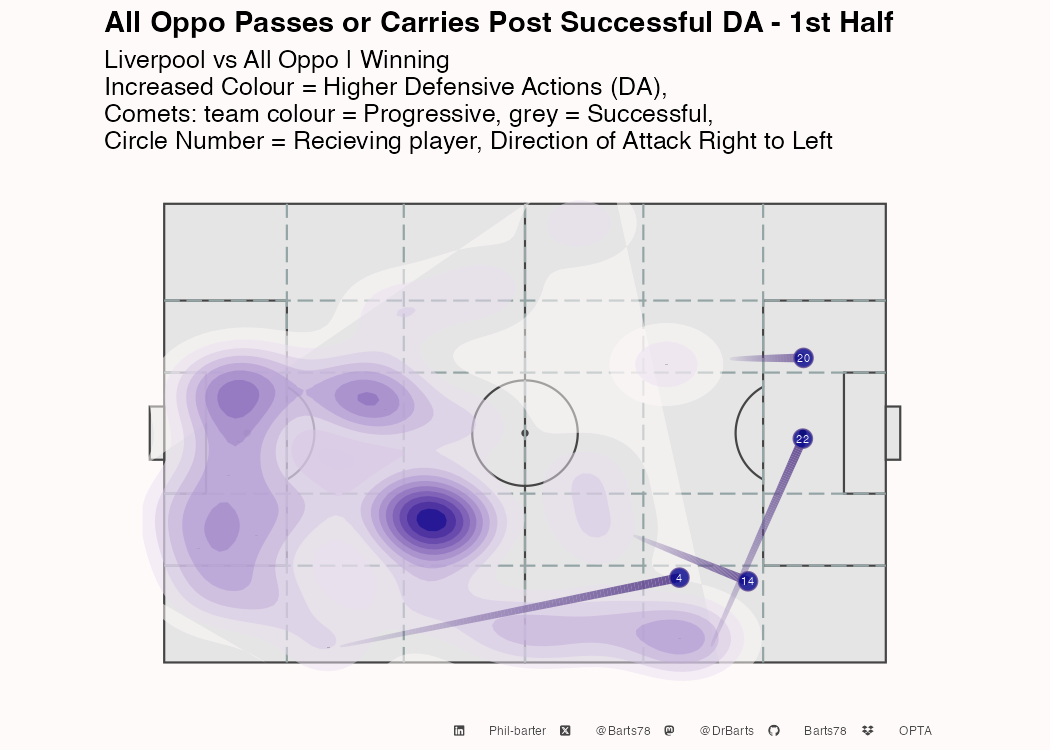 All Oppo Passes or Carries Post Successful DA - 1st Half
Liverpool vs All Oppo | Winning
Increased Colour = Higher Defensive Actions (DA),
Comets: team colour = Progressive, grey = Successful,
Circle Number = Recieving player, Direction of Attack Right to Left
20
22
4
14
Phil-barter @Barts78 @DrBarts Barts78 OPTA